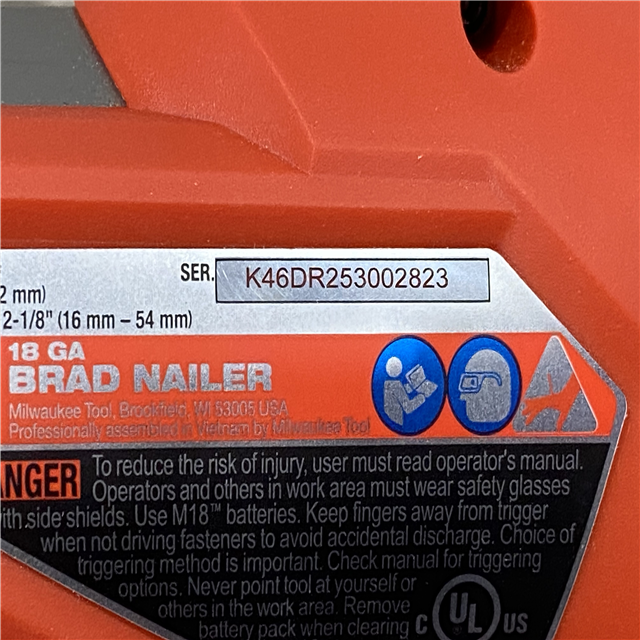 SER. K46DR253002823
2 mm)
2-1/8" (16 mm – 54 mm)
18 GA
BRAD NAILER
Milwaukee Tool, Brookfield, WI 53005 USA
Professionally assembled in Vietnam by Milwaukee Tool
ANGER
To reduce the risk of injury, user must read operator's manual.
Operators and others in work area must wear safety glasses
with side shields. Use M18™ batteries. Keep fingers away from trigger
when not driving fasteners to avoid accidental discharge. Choice of
triggering method is important. Check manual for triggering
options. Never point tool at yourself or
others in the work area. Remove
battery pack when clearing
C UL US